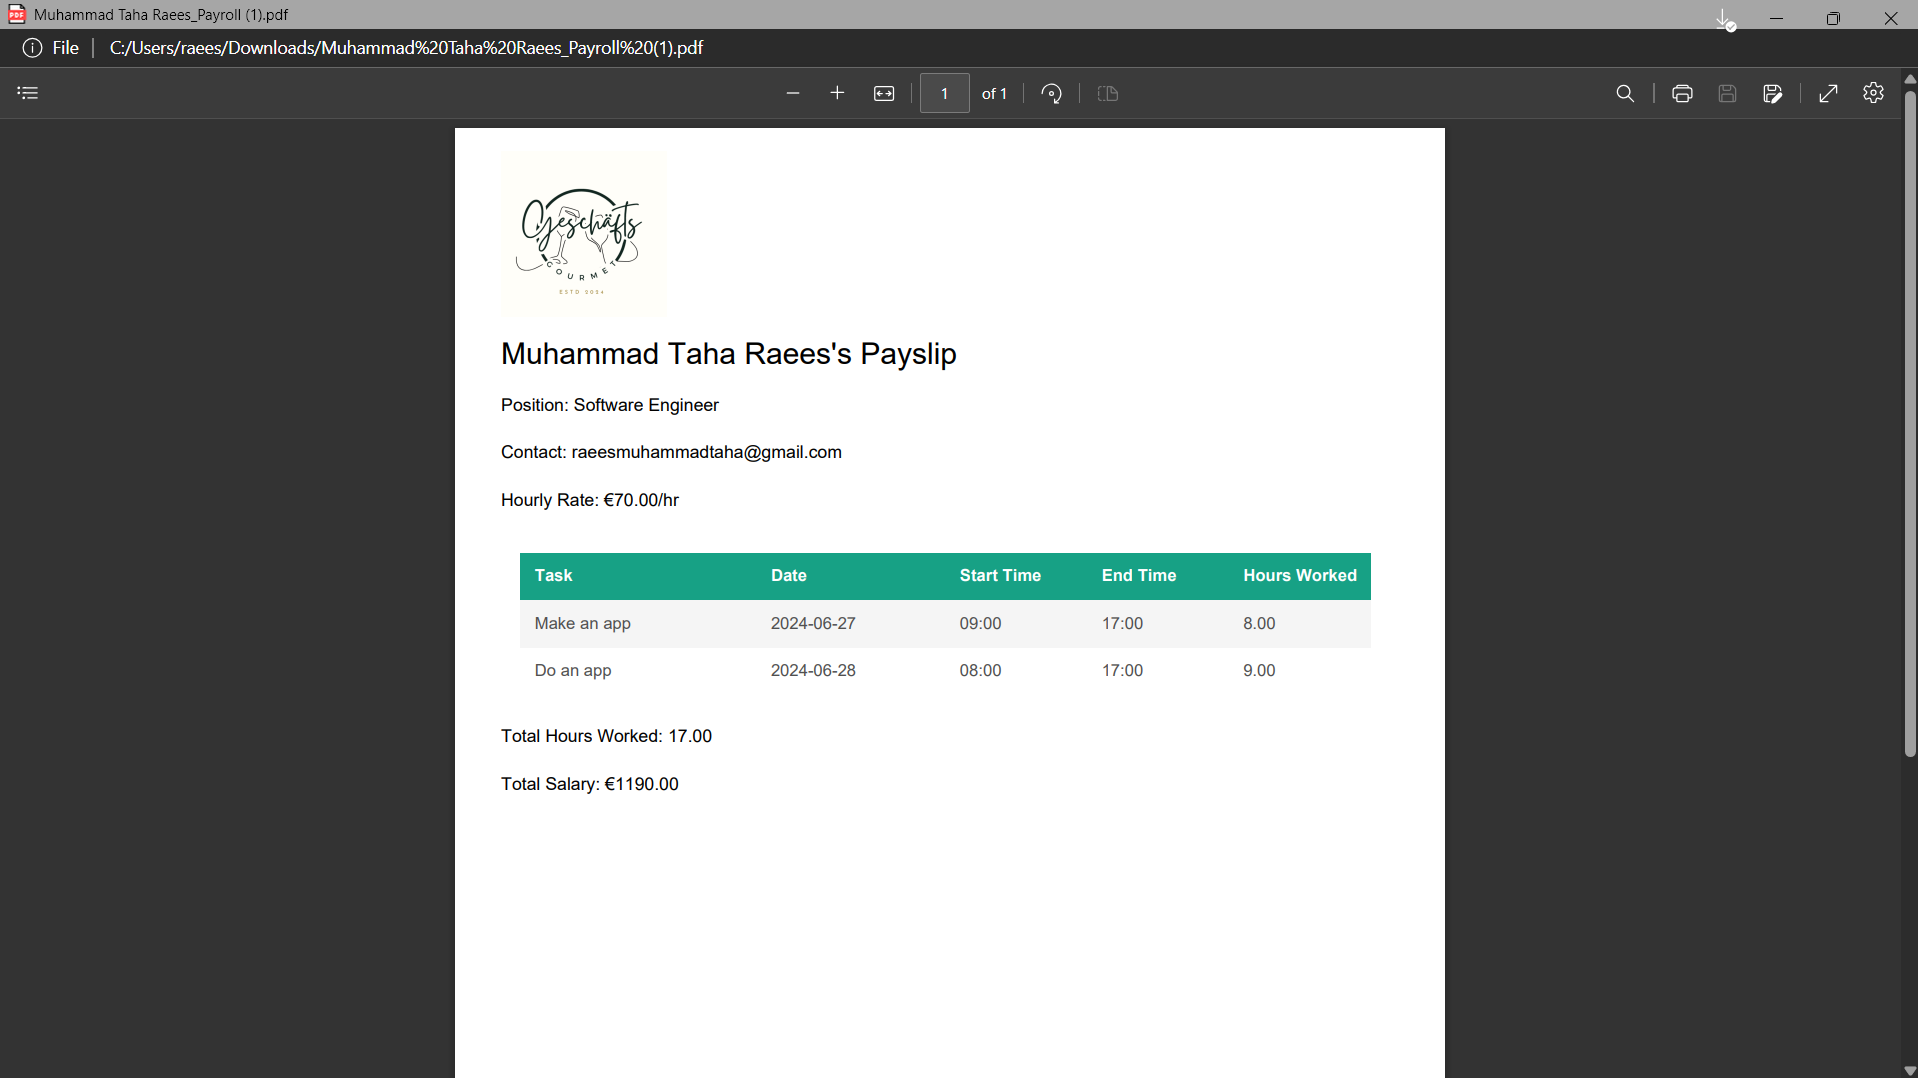 Muhammad Taha Raees_Payroll (1).pdf
File C:/Users/raees/Downloads/Muhammad%20Taha%20Raees_Payroll%20(1).pdf
1 of 1
Geschäfts
GOURMET
ESTD 2024
Muhammad Taha Raees's Payslip
Position: Software Engineer
Contact: raeesmuhammadtaha@gmail.com
Hourly Rate: €70.00/hr
Task Date Start Time End Time Hours Worked
Make an app 2024-06-27 09:00 17:00 8.00
Do an app 2024-06-28 08:00 17:00 9.00
Total Hours Worked: 17.00
Total Salary: €1190.00